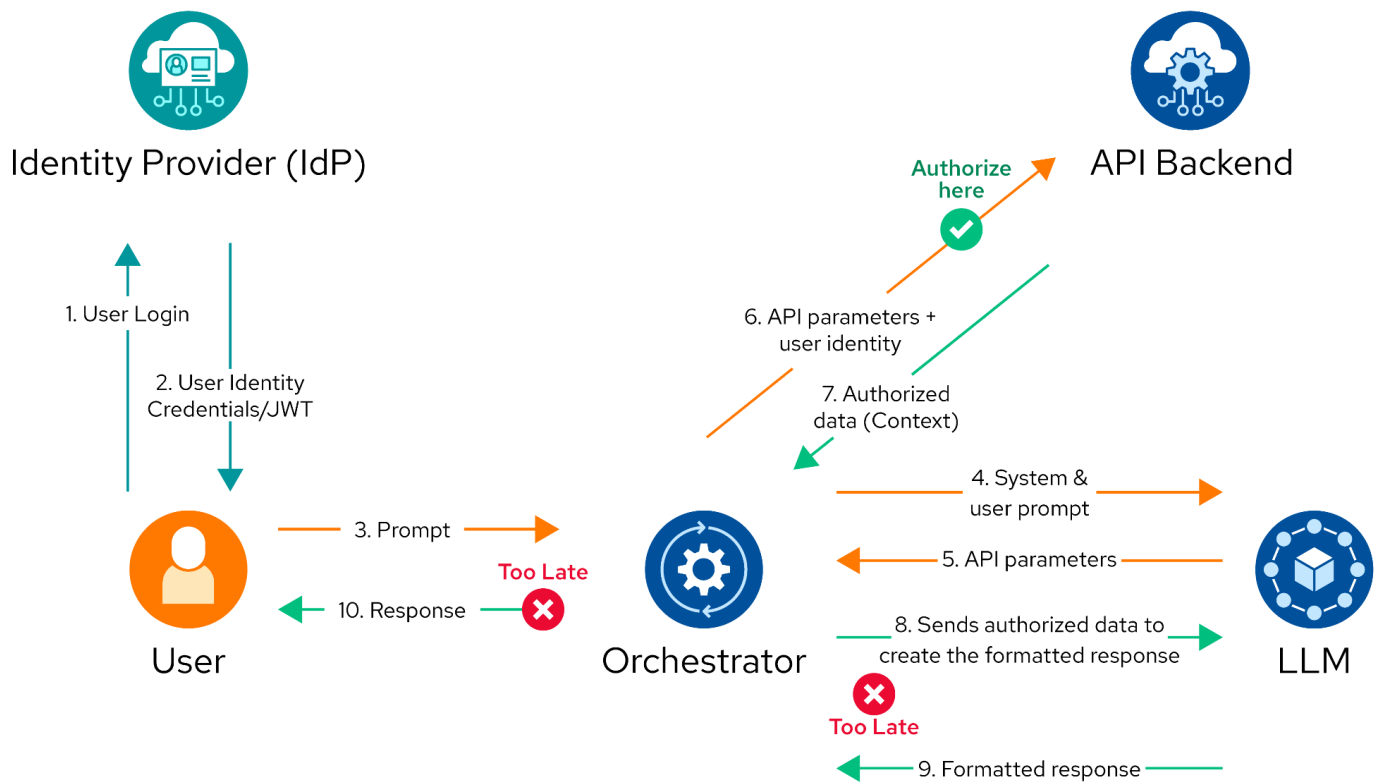 Identity Provider (IdP)
API Backend
Authorize
here
1. User Login
2. User Identity
Credentials/JWT
6. API parameters +
user identity
7. Authorized
data (Context)
3. Prompt
Too Late
10. Response
4. System &
user prompt
5. API parameters
8. Sends authorized data to
create the formatted response
Too Late
9. Formatted response
User
Orchestrator
LLM